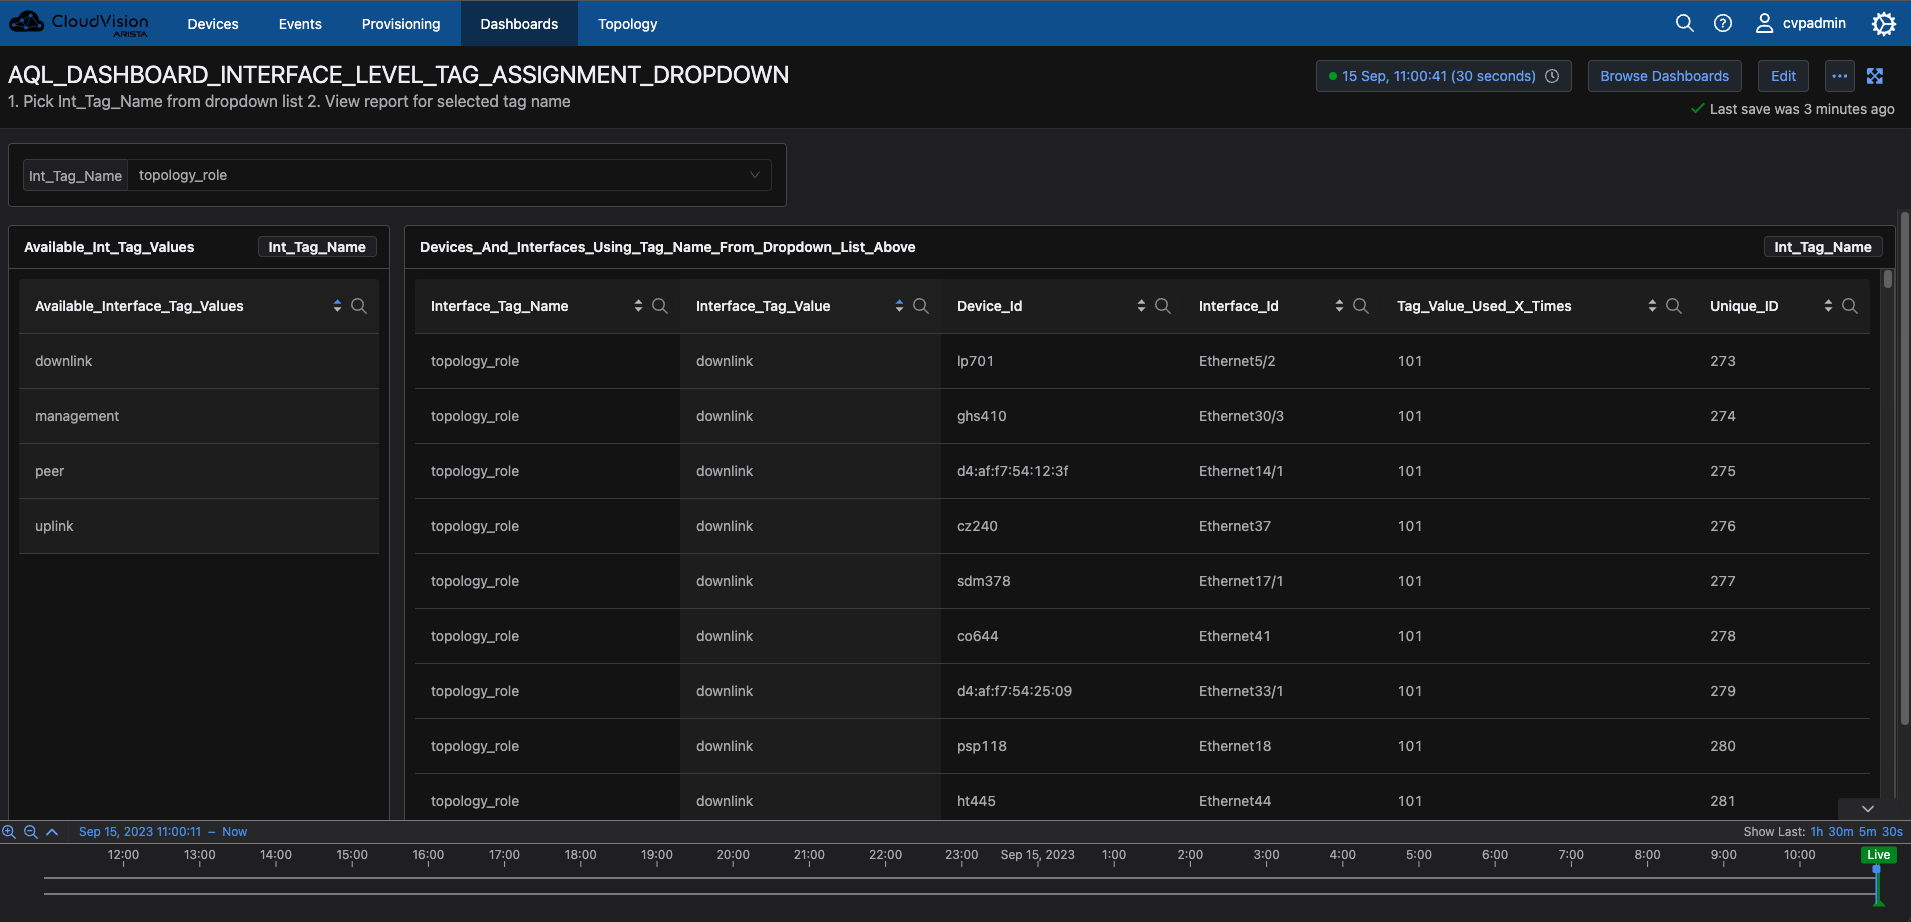 CloudVision
ARISTA
Devices Events Provisioning Dashboards Topology cvpadmin
AQL_DASHBOARD_INTERFACE_LEVEL_TAG_ASSIGNMENT_DROPDOWN
15 Sep, 11:00:41 (30 seconds) Browse Dashboards Edit ...
1. Pick Int_Tag_Name from dropdown list 2. View report for selected tag name
Last save was 3 minutes ago
Int_Tag_Name topology_role
Available_Int_Tag_Values Int_Tag_Name
Available_Interface_Tag_Values
downlink
management
peer
uplink
Devices_And_Interfaces_Using_Tag_Name_From_Dropdown_List_Above Int_Tag_Name
Interface_Tag_Name Interface_Tag_Value Device_Id Interface_Id Tag_Value_Used_X_Times Unique_ID
topology_role downlink lp701 Ethernet5/2 101 273
topology_role downlink ghs410 Ethernet30/3 101 274
topology_role downlink d4:af:f7:54:12:3f Ethernet14/1 101 275
topology_role downlink cz240 Ethernet37 101 276
topology_role downlink sdm378 Ethernet17/1 101 277
topology_role downlink co644 Ethernet41 101 278
topology_role downlink d4:af:f7:54:25:09 Ethernet33/1 101 279
topology_role downlink psp118 Ethernet18 101 280
topology_role downlink ht445 Ethernet44 101 281
Sep 15, 2023 11:00:11 – Now Show Last: 1h 30m 5m 30s
12:00 13:00 14:00 15:00 16:00 17:00 18:00 19:00 20:00 21:00 22:00 23:00 Sep 15, 2023 1:00 2:00 3:00 4:00 5:00 6:00 7:00 8:00 9:00 10:00 Live